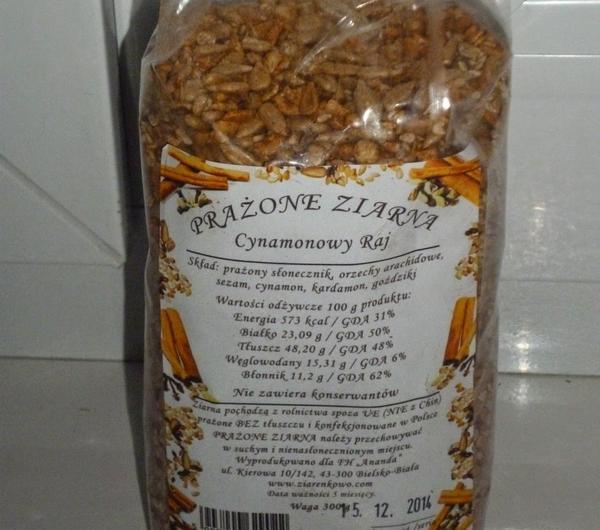 PRAŻONE ZIARNA
Cynamonowy Raj
Skład: prażony słonecznik, orzechy arachidowe,
sezam, cynamon, kardamon, goździki
Wartości odżywcze 100 g produktu:
Energia 573 kcal / GDA 31%
Białko 23,09 g / GDA 50%
Tłuszcz 48,20 g / GDA 48%
Węglowodany 15,31 g / GDA 6%
Błonnik 11,2 g / GDA 62%
Nie zawiera konserwantów
Ziarna pochodzą z rolnictwa spoza UE (NIE z Chin)
prażone BEZ tłuszczu i konfekcjonowane w Polsce
PRAŻONE ZIARNA należy przechowywać
w suchym i nienasłonecznionym miejscu.
Wyprodukowano dla FH „Ananda"
ul. Kierowa 10/142, 43-300 Bielsko-Biała
www.ziarenkowo.com
Data ważności 5 miesięcy.
Waga 300g 15. 12. 2014